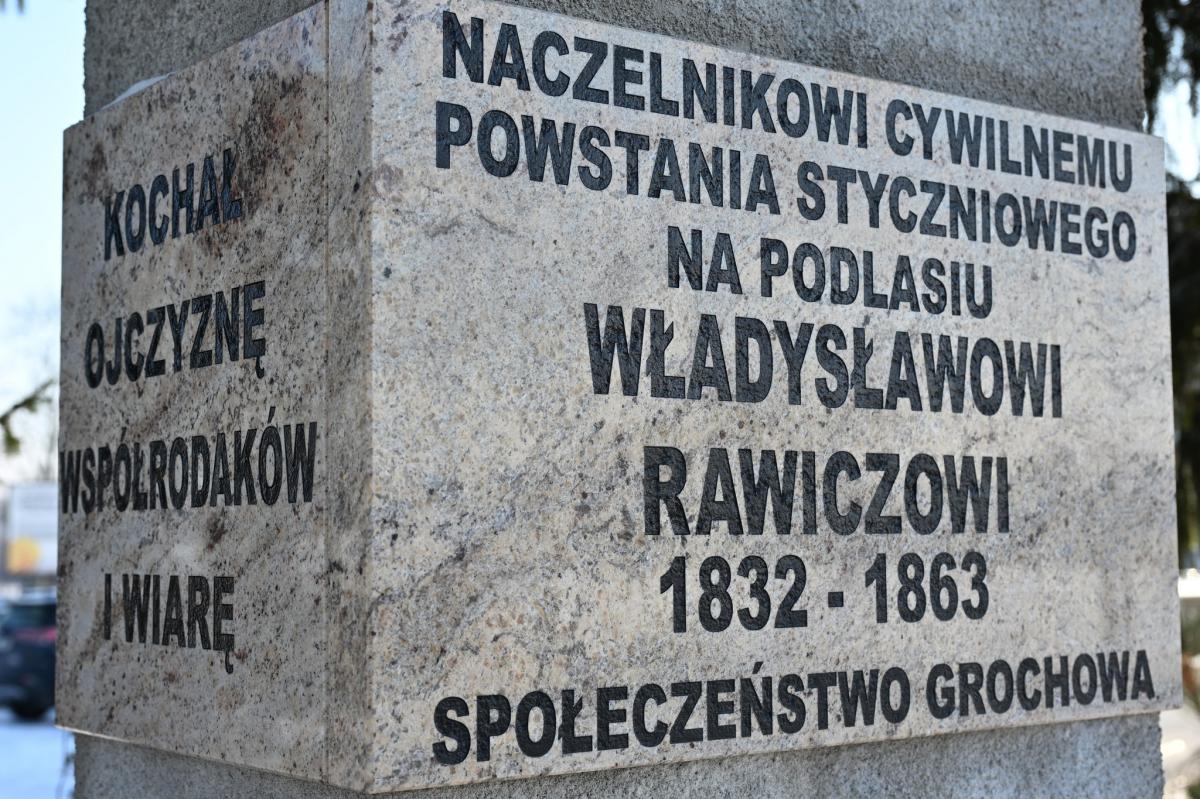 KOCHAŁ
OJCZYZNĘ
WSPÓŁRODAKÓW
I WIARĘ
NACZELNIKOWI CYWILNEMU
POWSTANIA STYCZNIOWEGO
NA PODLASIU
WŁADYSŁAWOWI
RAWICZOWI
1832 - 1863
SPOŁECZEŃSTWO GROCHOWA